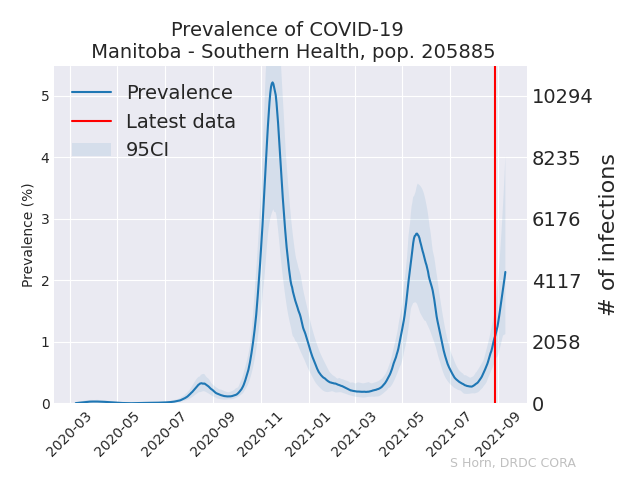 Prevalence of COVID-19
Manitoba - Southern Health, pop. 205885
Prevalence
Latest data
95CI
Prevalence (%)
5
4
3
2
1
0
10294
8235
6176
4117
2058
0
# of infections
2020-03
2020-05
2020-07
2020-09
2020-11
2021-01
2021-03
2021-05
2021-07
2021-09
S Horn, DRDC CORA